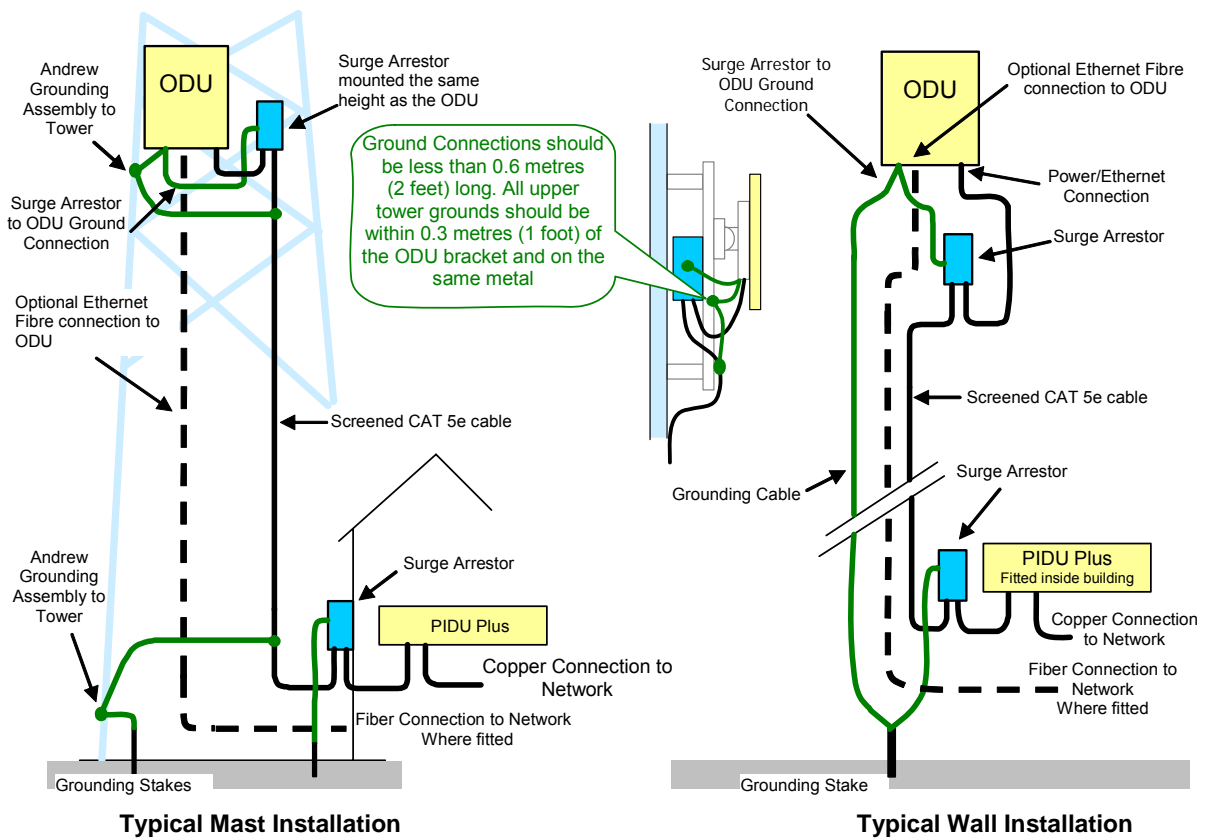 Andrew
Grounding
Assembly to
Tower
ODU
Surge Arrestor
mounted the same
height as the ODU
Surge Arrestor
to ODU Ground
Connection
Optional Ethernet
Fibre connection to
ODU
Screened CAT 5e cable
Andrew
Grounding
Assembly to
Tower
Surge Arrestor
PIDU Plus
Copper Connection to
Network
Fiber Connection to Network
Where fitted
Grounding Stakes
Typical Mast Installation
Ground Connections should
be less than 0.6 metres
(2 feet) long. All upper
tower grounds should be
within 0.3 metres (1 foot) of
the ODU bracket and on the
same metal
Surge Arrestor to
ODU Ground
Connection
ODU
Optional Ethernet Fibre
connection to ODU
Power/Ethernet
Connection
Surge Arrestor
Screened CAT 5e cable
Grounding Cable
Surge Arrestor
PIDU Plus
Fitted inside building
Copper Connection
to Network
Fiber Connection to
Network
Where fitted
Grounding Stake
Typical Wall Installation